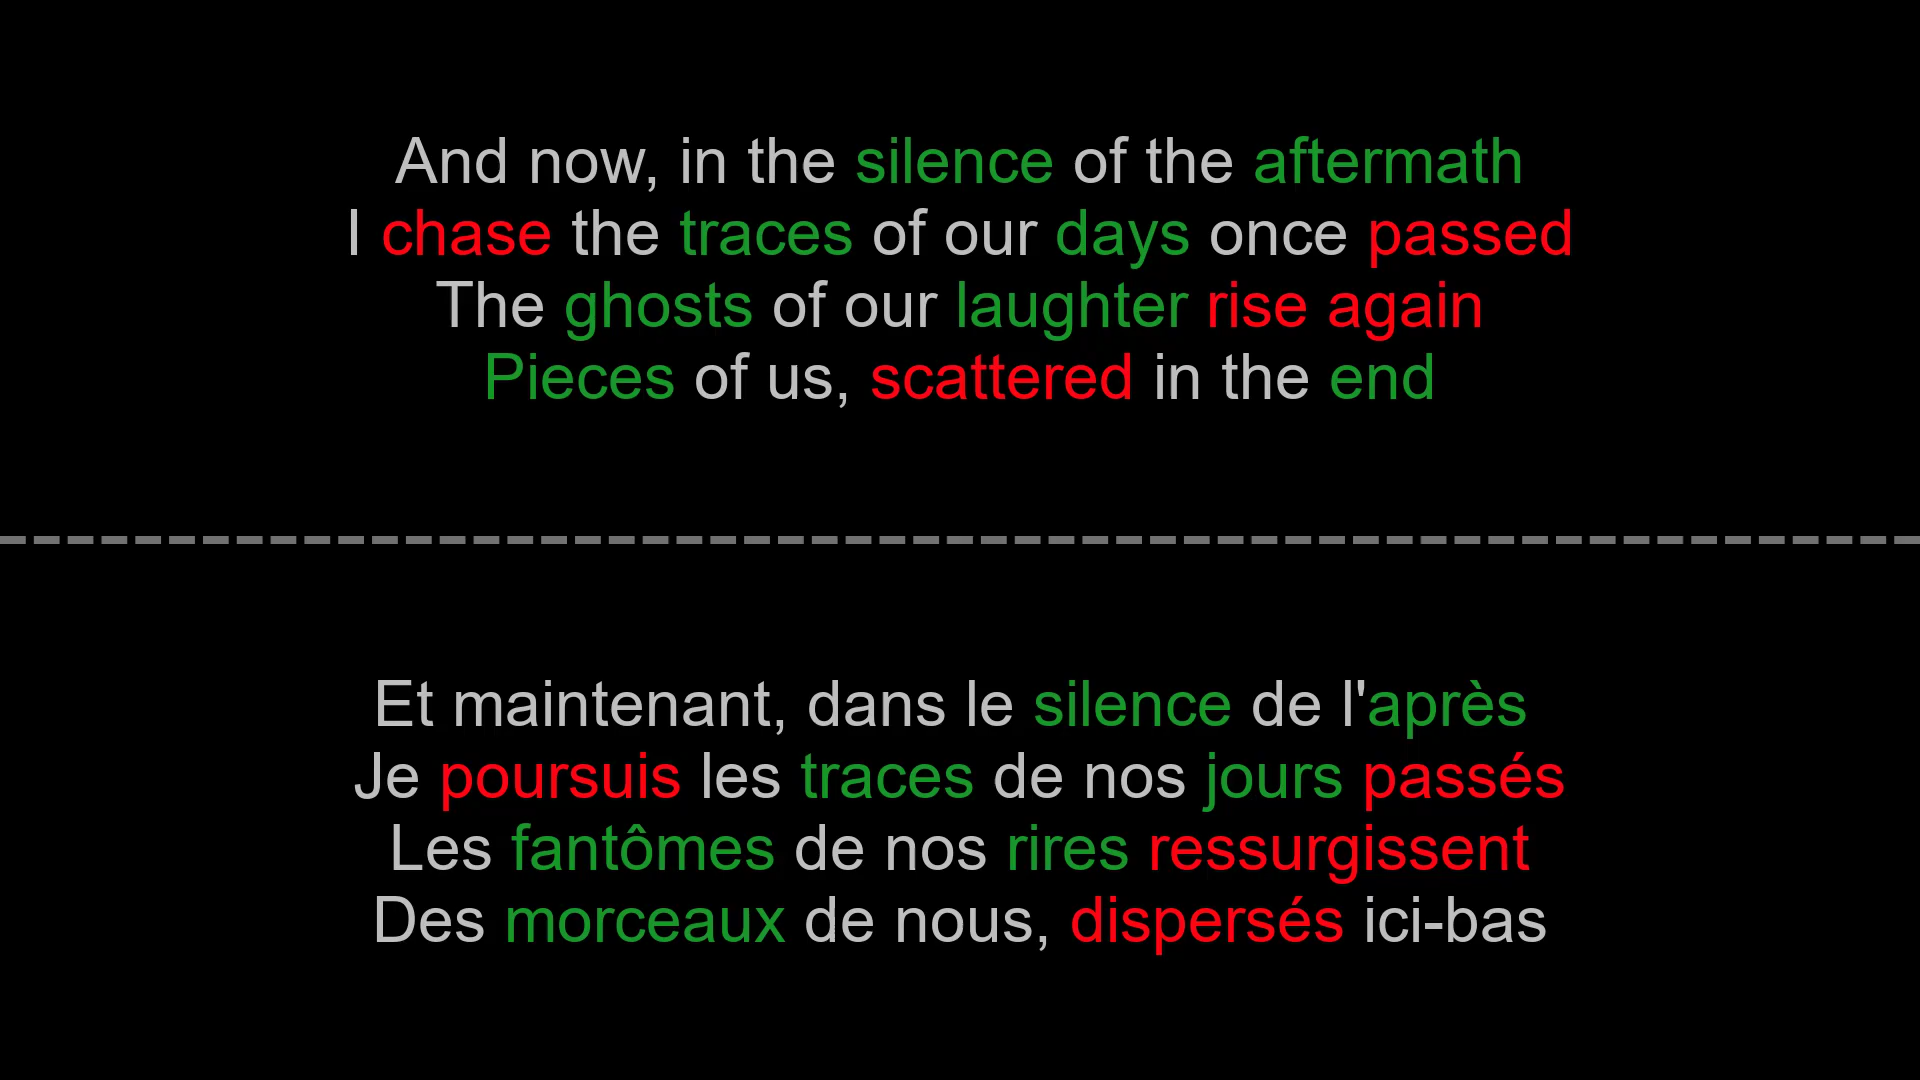 And now, in the silence of the aftermath
I chase the traces of our days once passed
The ghosts of our laughter rise again
Pieces of us, scattered in the end
Et maintenant, dans le silence de l'après
Je poursuis les traces de nos jours passés
Les fantômes de nos rires ressurgissent
Des morceaux de nous, dispersés ici-bas